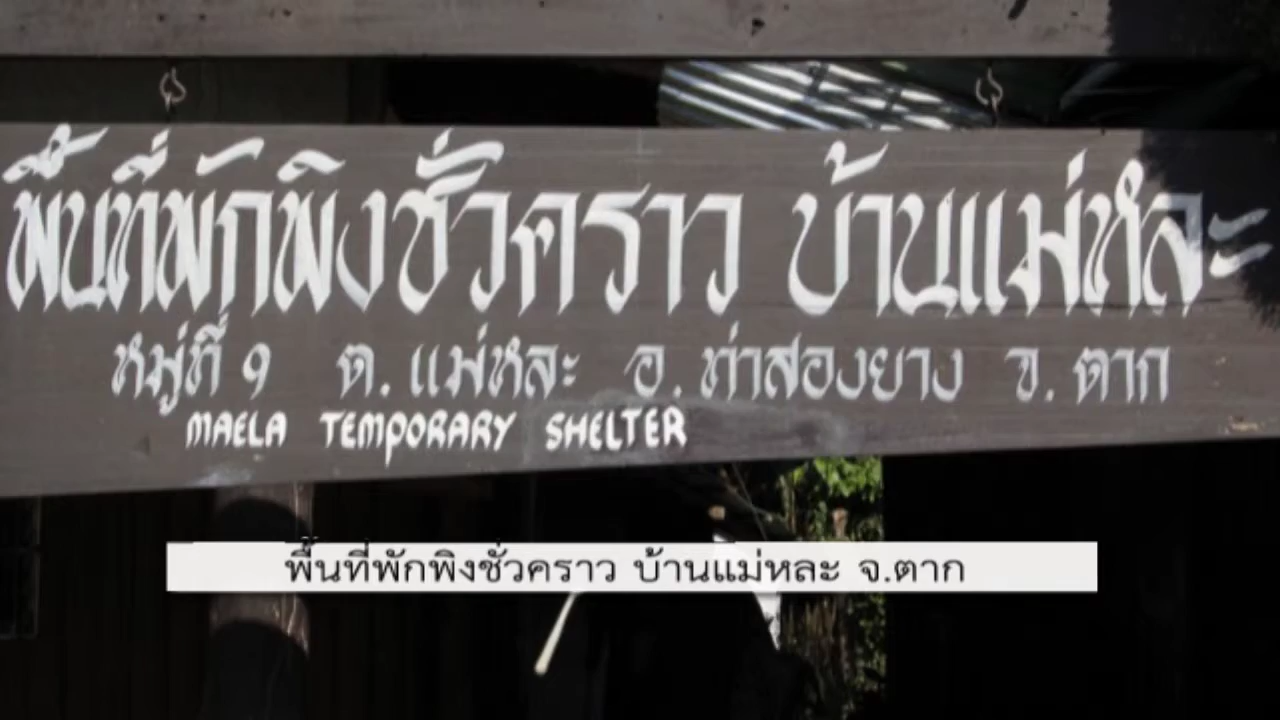 พื้นที่พักพิงชั่วคราว บ้านแม่หละ
หมู่ที่ 9 ต. แม่หละ อ. ท่าสองยาง จ. ตาก
MAELA TEMPORARY SHELTER
พื้นที่พักพิงชั่วคราว บ้านแม่หละ จ.ตาก